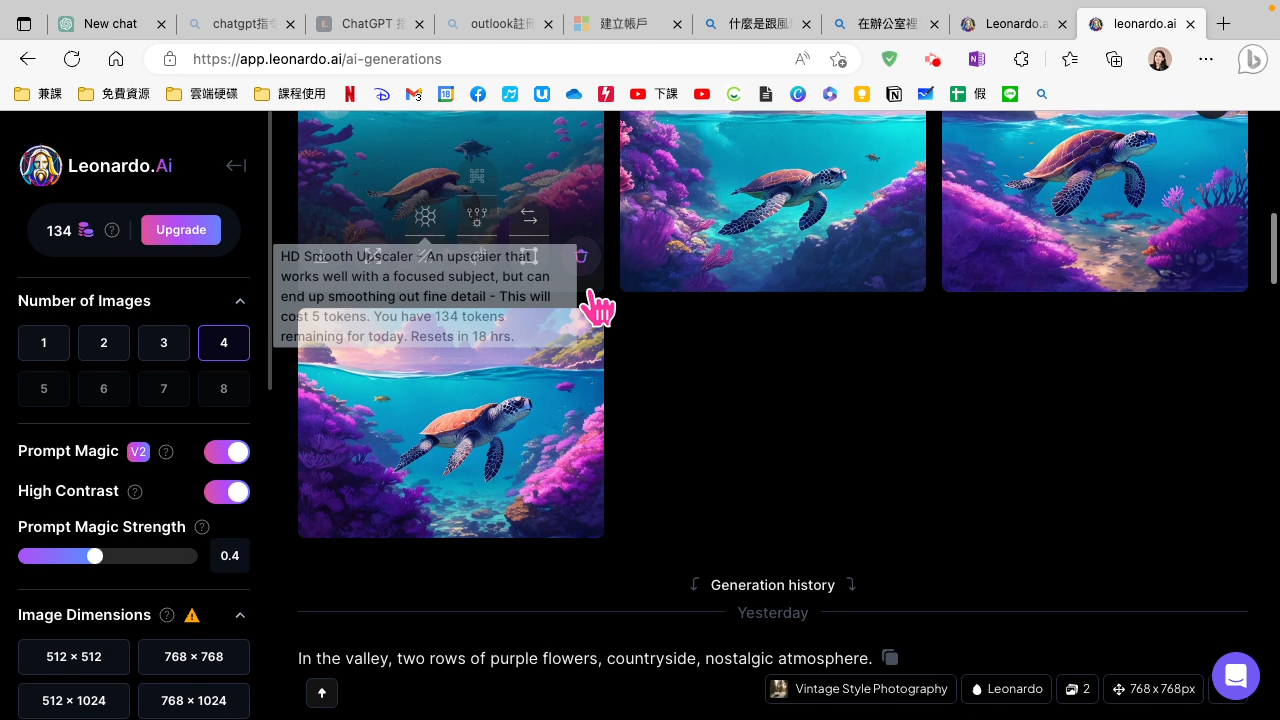 New chat
chatgpt指令
ChatGPT 指
outlook註冊
建立帳戶
什麼是跟風
在辦公室裡
Leonardo.a
leonardo.ai
https://app.leonardo.ai/ai-generations
兼課
免費資源
雲端硬碟
課程使用
下課
假
Leonardo.Ai
134
Upgrade
Number of Images
1 2 3 4
5 6 7 8
Prompt Magic V2
High Contrast
Prompt Magic Strength
0.4
Image Dimensions
512 × 512 768 × 768
512 × 1024 768 × 1024
HD Smooth Upscaler - An upscaler that
works well with a focused subject, but can
end up smoothing out fine detail - This will
cost 5 tokens. You have 134 tokens
remaining for today. Resets in 18 hrs.
Generation history
Yesterday
In the valley, two rows of purple flowers, countryside, nostalgic atmosphere.
Vintage Style Photography
Leonardo
2
768 x 768px